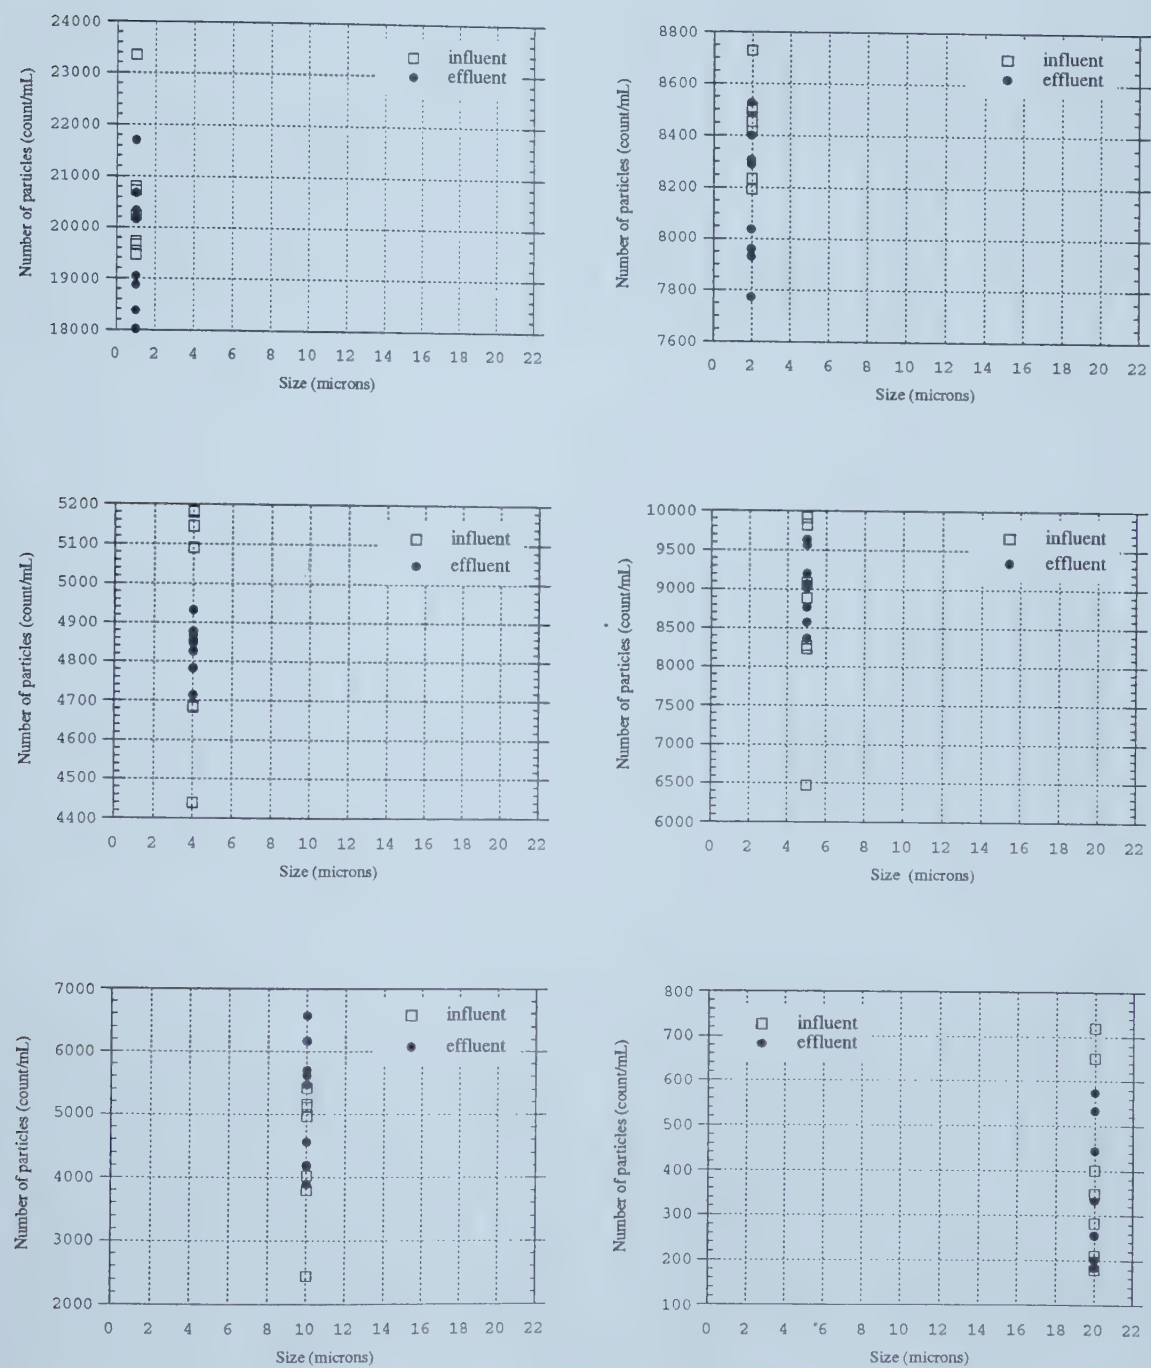 24000
23000
22000
21000
20000
19000
18000
Number of particles (count/mL)
influent
effluent
0 2 4 6 8 10 12 14 16 18 20 22
Size (microns)
8800
8600
8400
8200
8000
7800
7600
Number of particles (count/mL)
influent
effluent
0 2 4 6 8 10 12 14 16 18 20 22
Size (microns)
5200
5100
5000
4900
4800
4700
4600
4500
4400
Number of particles (count/mL)
influent
effluent
0 2 4 6 8 10 12 14 16 18 20 22
Size (microns)
10000
9500
9000
8500
8000
7500
7000
6500
6000
Number of particles (count/mL)
influent
effluent
0 2 4 6 8 10 12 14 16 18 20 22
Size (microns)
7000
6000
5000
4000
3000
2000
Number of particles (count/mL)
influent
effluent
0 2 4 6 8 10 12 14 16 18 20 22
Size (microns)
800
700
600
500
400
300
200
100
Number of particles (count/mL)
influent
effluent
0 2 4 6 8 10 12 14 16 18 20 22
Size (microns)